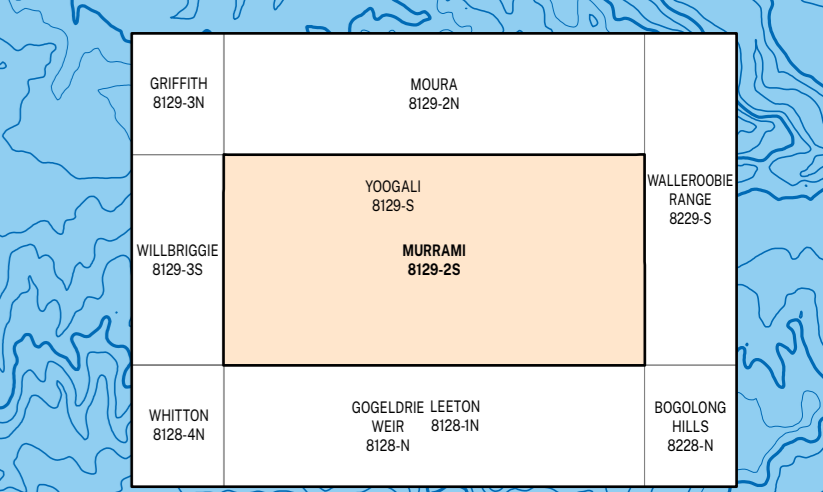 GRIFFITH
8129-3N
MOURA
8129-2N
YOOGALI
8129-S
WALLEROOBIE
RANGE
8229-S
WILLBRIGGIE
8129-3S
MURRAMI
8129-2S
WHITTON
8128-4N
GOGELDRIE
WEIR
8128-N
LEETON
8128-1N
BOGOLONG
HILLS
8228-N